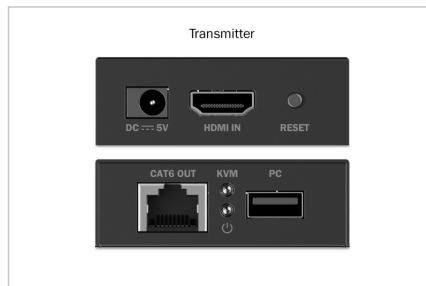 Transmitter
DC ⎓ 5V HDMI IN RESET
CAT6 OUT KVM PC